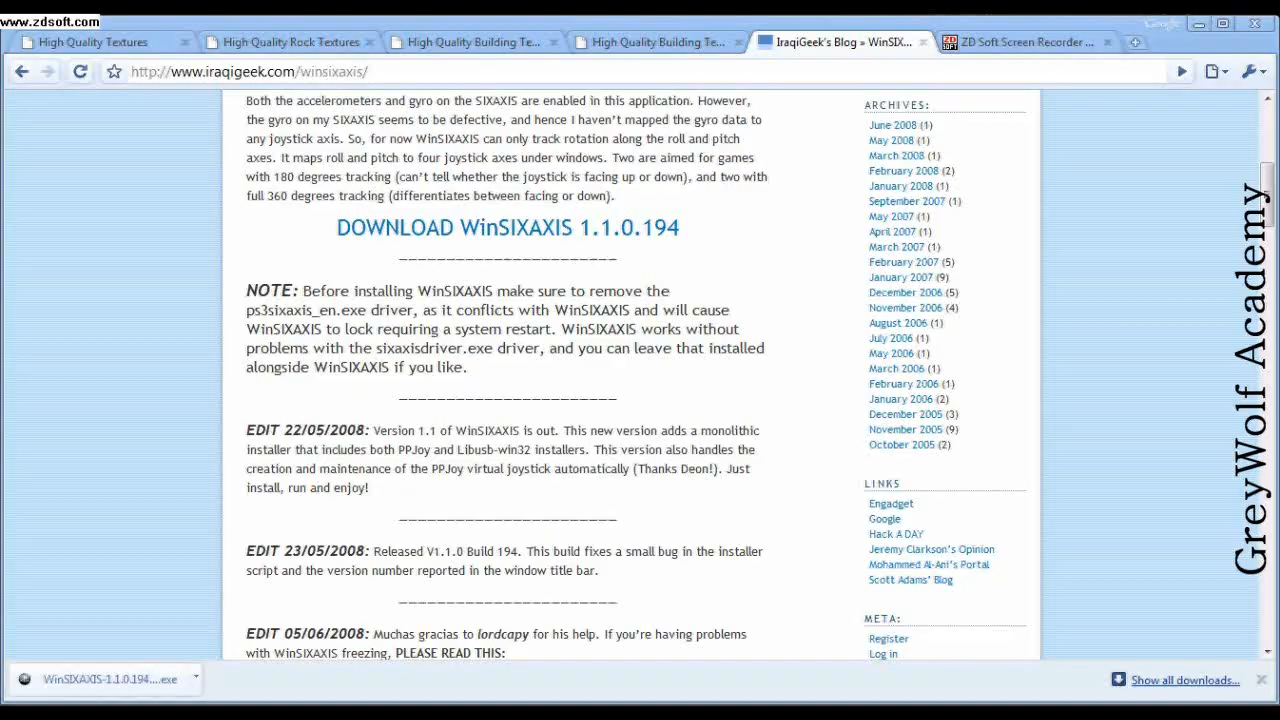 www.zdsoft.com
Google
High Quality Textures
High Quality Rock Textures
High Quality Building Te...
High Quality Building Te...
IraqiGeek's Blog » WinSIX...
ZD SOFT
ZD Soft Screen Recorder ...
http://www.iraqigeek.com/winsixaxis/
Both the accelerometers and gyro on the SIXAXIS are enabled in this application. However,
the gyro on my SIXAXIS seems to be defective, and hence I haven't mapped the gyro data to
any joystick axis. So, for now WinSIXAXIS can only track rotation along the roll and pitch
axes. It maps roll and pitch to four joystick axes under windows. Two are aimed for games
with 180 degrees tracking (can't tell whether the joystick is facing up or down), and two with
full 360 degrees tracking (differentiates between facing or down).
DOWNLOAD WinSIXAXIS 1.1.0.194
_______________________
NOTE: Before installing WinSIXAXIS make sure to remove the
ps3sixaxis_en.exe driver, as it conflicts with WinSIXAXIS and will cause
WinSIXAXIS to lock requiring a system restart. WinSIXAXIS works without
problems with the sixaxisdriver.exe driver, and you can leave that installed
alongside WinSIXAXIS if you like.
_______________________
EDIT 22/05/2008: Version 1.1 of WinSIXAXIS is out. This new version adds a monolithic
installer that includes both PPJoy and Libusb-win32 installers. This version also handles the
creation and maintenance of the PPJoy virtual joystick automatically (Thanks Deon!). Just
install, run and enjoy!
_______________________
EDIT 23/05/2008: Released V1.1.0 Build 194. This build fixes a small bug in the installer
script and the version number reported in the window title bar.
_______________________
EDIT 05/06/2008: Muchas gracias to lordcapy for his help. If you're having problems
with WinSIXAXIS freezing, PLEASE READ THIS:
ARCHIVES:
June 2008 (1)
May 2008 (1)
March 2008 (1)
February 2008 (2)
January 2008 (1)
September 2007 (1)
May 2007 (1)
April 2007 (1)
March 2007 (1)
February 2007 (5)
January 2007 (9)
December 2006 (5)
November 2006 (4)
August 2006 (1)
July 2006 (1)
May 2006 (1)
March 2006 (1)
February 2006 (1)
January 2006 (2)
December 2005 (3)
November 2005 (9)
October 2005 (2)
LINKS
Engadget
Google
Hack A DAY
Jeremy Clarkson's Opinion
Mohammed Al-Ani's Portal
Scott Adams' Blog
META:
Register
Log in
GreyWolf Academy
WinSIXAXIS-1.1.0.194....exe
Show all downloads...